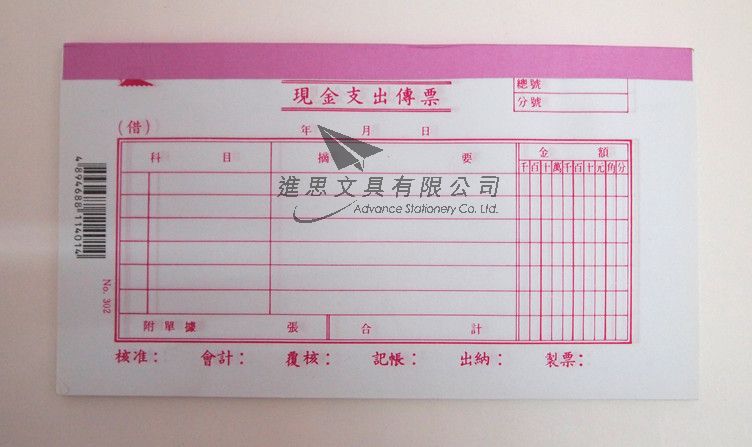 總號
現金支出傳票
分號
(借) 年 月 日
科 目 摘 要 金 額
千百十萬千百十元角分
進思文具有限公司
Advance Stationery Co. Ltd.
4894688114014
No. 302
附單據 張 合 計
核准： 會計： 覆核： 記帳： 出納： 製票：